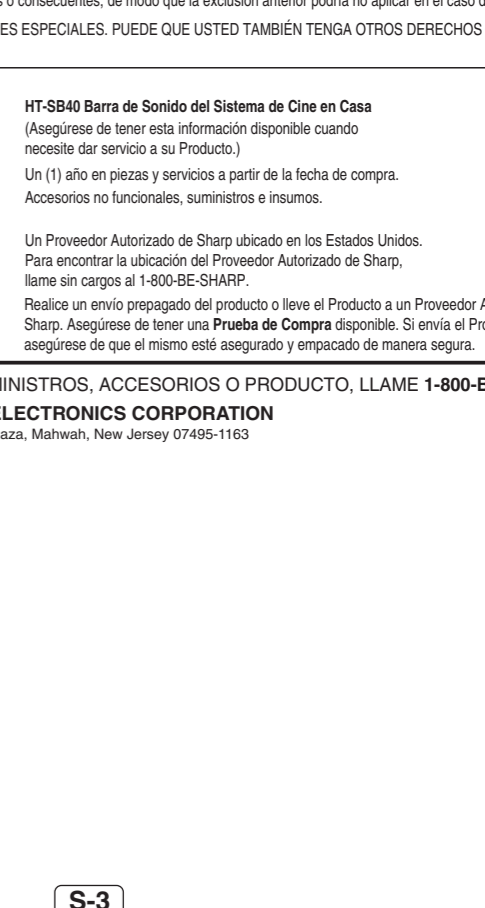 o consecuentes, de modo que la exclusión anterior podría no aplicar en el caso
ES ESPECIALES. PUEDE QUE USTED TAMBIÉN TENGA OTROS DERECHOS
HT-SB40 Barra de Sonido del Sistema de Cine en Casa
(Asegúrese de tener esta información disponible cuando
necesite dar servicio a su Producto.)
Un (1) año en piezas y servicios a partir de la fecha de compra.
Accesorios no funcionales, suministros e insumos.
Un Proveedor Autorizado de Sharp ubicado en los Estados Unidos.
Para encontrar la ubicación del Proveedor Autorizado de Sharp,
llame sin cargos al 1-800-BE-SHARP.
Realice un envío prepagado del producto o lleve el Producto a un Proveedor A
Sharp. Asegúrese de tener una Prueba de Compra disponible. Si envía el Pro
asegúrese de que el mismo esté asegurado y empacado de manera segura.
MINISTROS, ACCESORIOS O PRODUCTO, LLAME 1-800-B
ELECTRONICS CORPORATION
aza, Mahwah, New Jersey 07495-1163
S-3